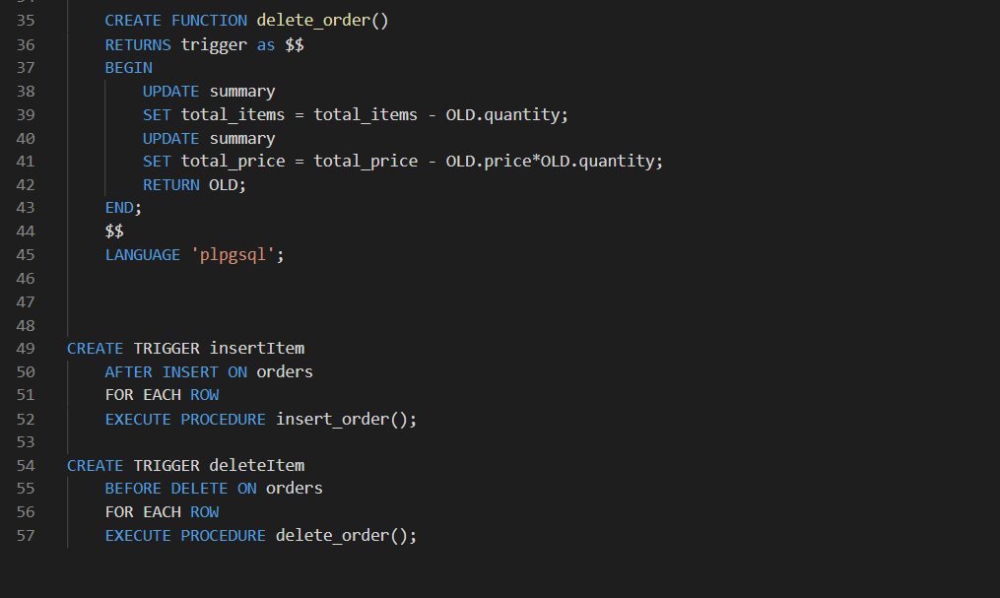 35 CREATE FUNCTION delete_order()
36 RETURNS trigger as $$
37 BEGIN
38 UPDATE summary
39 SET total_items = total_items - OLD.quantity;
40 UPDATE summary
41 SET total_price = total_price - OLD.price*OLD.quantity;
42 RETURN OLD;
43 END;
44 $$
45 LANGUAGE 'plpgsql';
46
47
48
49 CREATE TRIGGER insertItem
50 AFTER INSERT ON orders
51 FOR EACH ROW
52 EXECUTE PROCEDURE insert_order();
53
54 CREATE TRIGGER deleteItem
55 BEFORE DELETE ON orders
56 FOR EACH ROW
57 EXECUTE PROCEDURE delete_order();